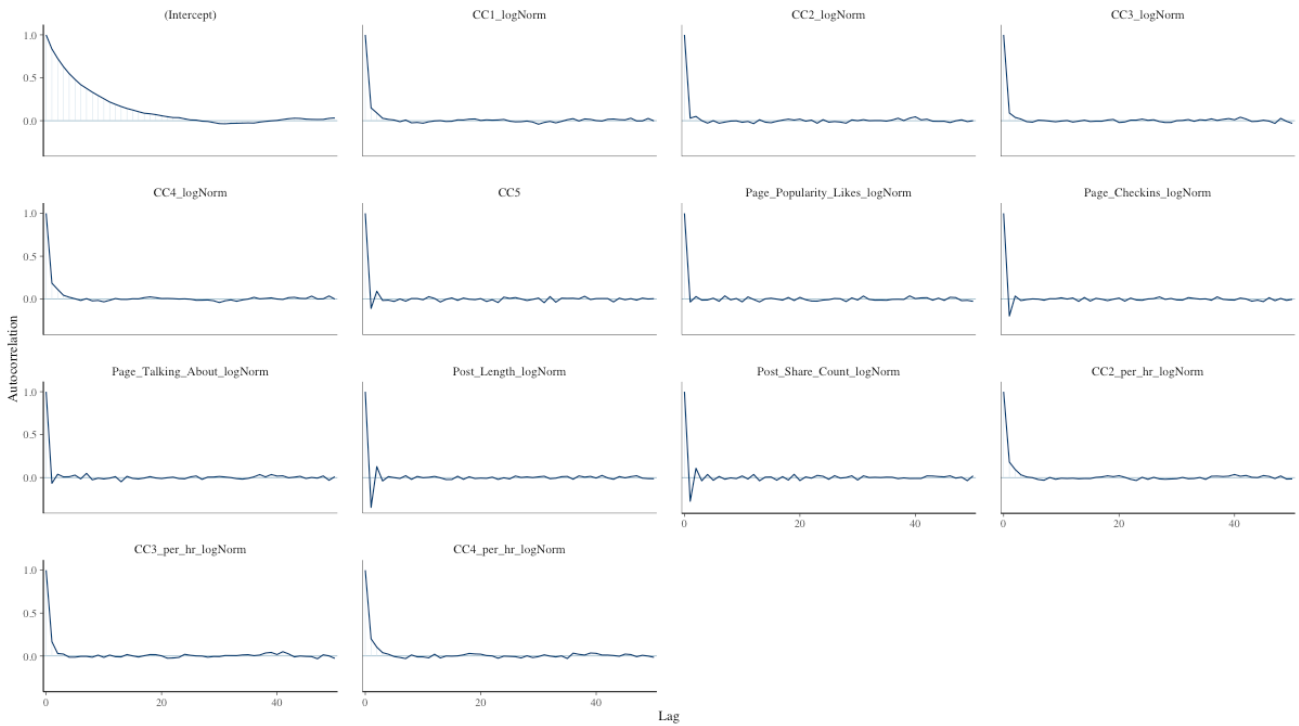 (Intercept) CC1_logNorm CC2_logNorm CC3_logNorm
1.0
0.5
0.0
CC4_logNorm CC5 Page_Popularity_Likes_logNorm Page_Checkins_logNorm
1.0
0.5
0.0
Autocorrelation
Page_Talking_About_logNorm Post_Length_logNorm Post_Share_Count_logNorm CC2_per_hr_logNorm
1.0
0.5
0.0
0 20 40 0 20 40
CC3_per_hr_logNorm CC4_per_hr_logNorm
1.0
0.5
0.0
0 20 40 0 20 40
Lag